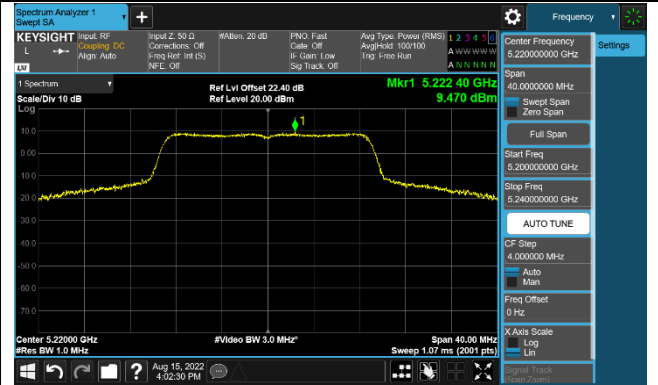 Spectrum Analyzer 1
Swept SA
Frequency
KEYSIGHT Input: RF Input Z: 50 Ω #Atten: 20 dB PNO: Fast Avg Type: Power (RMS) 1 2 3 4 5 6
L Coupling: DC Corrections: Off Gate: Off Avg|Hold: 100/100 A W W W W W
Align: Auto Freq Ref: Int (S) IF Gain: Low Trig: Free Run
LXI NFE: Off Sig Track: Off A N N N N N
1 Spectrum Ref Lvl Offset 22.40 dB Mkr1 5.222 40 GHz
Scale/Div 10 dB Ref Level 20.00 dBm 9.470 dBm
Log
1
10.0
0.00
-10.0
-20.0
-30.0
-40.0
-50.0
-60.0
-70.0
Center 5.22000 GHz #Video BW 3.0 MHz* Span 40.00 MHz
#Res BW 1.0 MHz Sweep 1.07 ms (2001 pts)
Aug 15, 2022
4:02:30 PM
Center Frequency
5.220000000 GHz
Settings
Span
40.0000000 MHz
Swept Span
Zero Span
Full Span
Start Freq
5.200000000 GHz
Stop Freq
5.240000000 GHz
AUTO TUNE
CF Step
4.000000 MHz
Auto
Man
Freq Offset
0 Hz
X Axis Scale
Log
Lin
Signal Track
(Span Zoom)